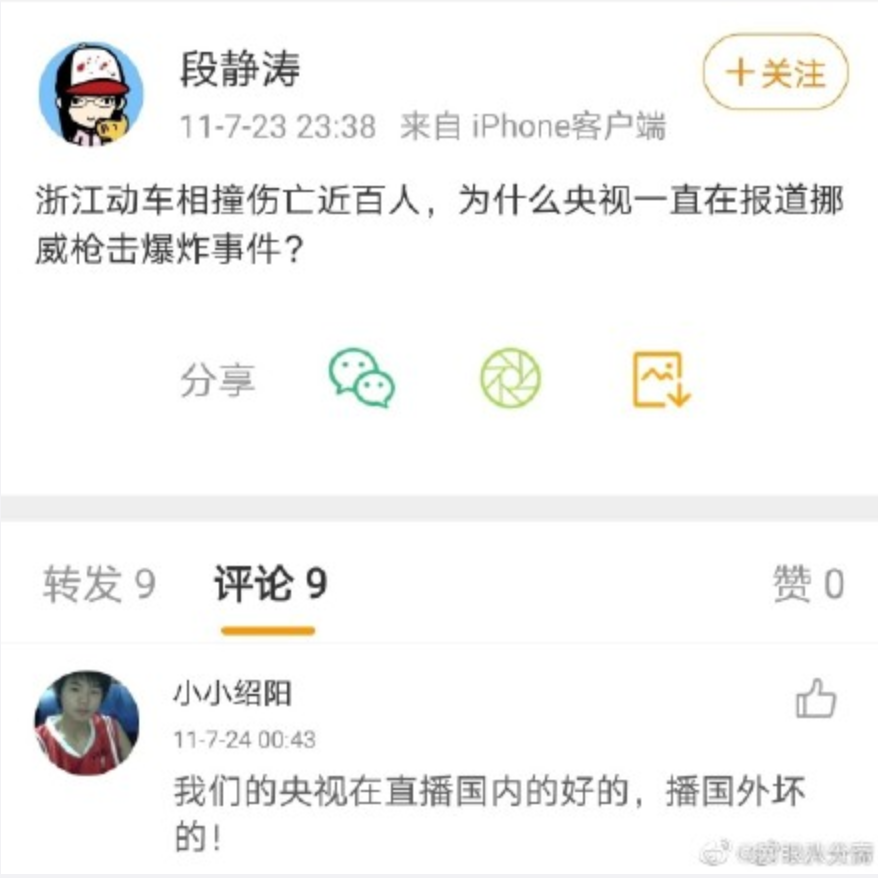 段静涛
+关注
11-7-23 23:38 来自 iPhone客户端
浙江动车相撞伤亡近百人，为什么央视一直在报道挪
威枪击爆炸事件？
分享
转发 9 评论 9 赞 0
小小绍阳
11-7-24 00:43
我们的央视在直播国内的好的，播国外坏
的！